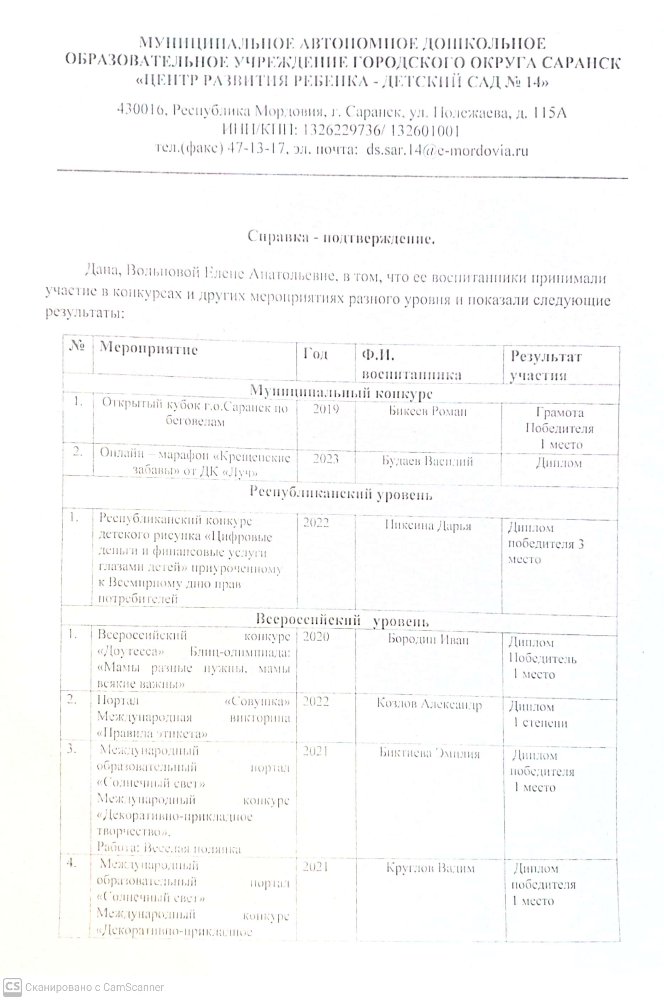 МУНИЦИПАЛЬНОЕ АВТОНОМНОЕ ДОШКОЛЬНОЕ
ОБРАЗОВАТЕЛЬНОЕ УЧРЕЖДЕНИЕ ГОРОДСКОГО ОКРУГА САРАНСК
«ЦЕНТР РАЗВИТИЯ РЕБЕНКА - ДЕТСКИЙ САД № 14»
430016, Республика Мордовия, г. Саранск, ул. Полежаева, д. 115А
ИНН/КПП: 1326229736/ 132601001
тел.(факс) 47-13-17, эл. почта: ds.sar.14@e-mordovia.ru
Справка - подтверждение.
Дана, Вольновой Елене Анатольевне, в том, что ее воспитанники принимали
участие в конкурсах и других мероприятиях разного уровня и показали следующие
результаты:
№ Мероприятие Год Ф.И. Результат
воспитанника участия
Муниципальный конкурс
1. Открытый кубок г.о.Саранск по 2019 Бикеев Роман Грамота
беговелам Победителя
1 место
2. Онлайн – марафон «Крещенские 2023 Будаев Василий Диплом
забавы» от ДК «Луч»
Республиканский уровень
1. Республиканский конкурс 2022 Никсина Дарья Диплом
детского рисунка «Цифровые победителя 3
деньги и финансовые услуги место
глазами детей» приуроченному
к Всемирному дню прав
потребителей
Всероссийский уровень
1. Всероссийский конкурс 2020 Бородин Иван Диплом
«Доутесса» Блиц-олимпиада: Победитель
«Мамы разные нужны, мамы 1 место
всякие важны»
2. Портал «Совушка» 2022 Козлов Александр Диплом
Международная викторина 1 степени
«Правила этикета»
3. Международный 2021 Биктиева Эмилия Диплом
образовательный портал победителя
«Солнечный свет» 1 место
Международный конкурс
«Декоративно-прикладное
творчество».
Работа: Веселая полянка
4. Международный 2021 Круглов Вадим Диплом
образовательный портал победителя
«Солнечный свет» 1 место
Международный конкурс
«Декоративно-прикладное
CS Сканировано с CamScanner